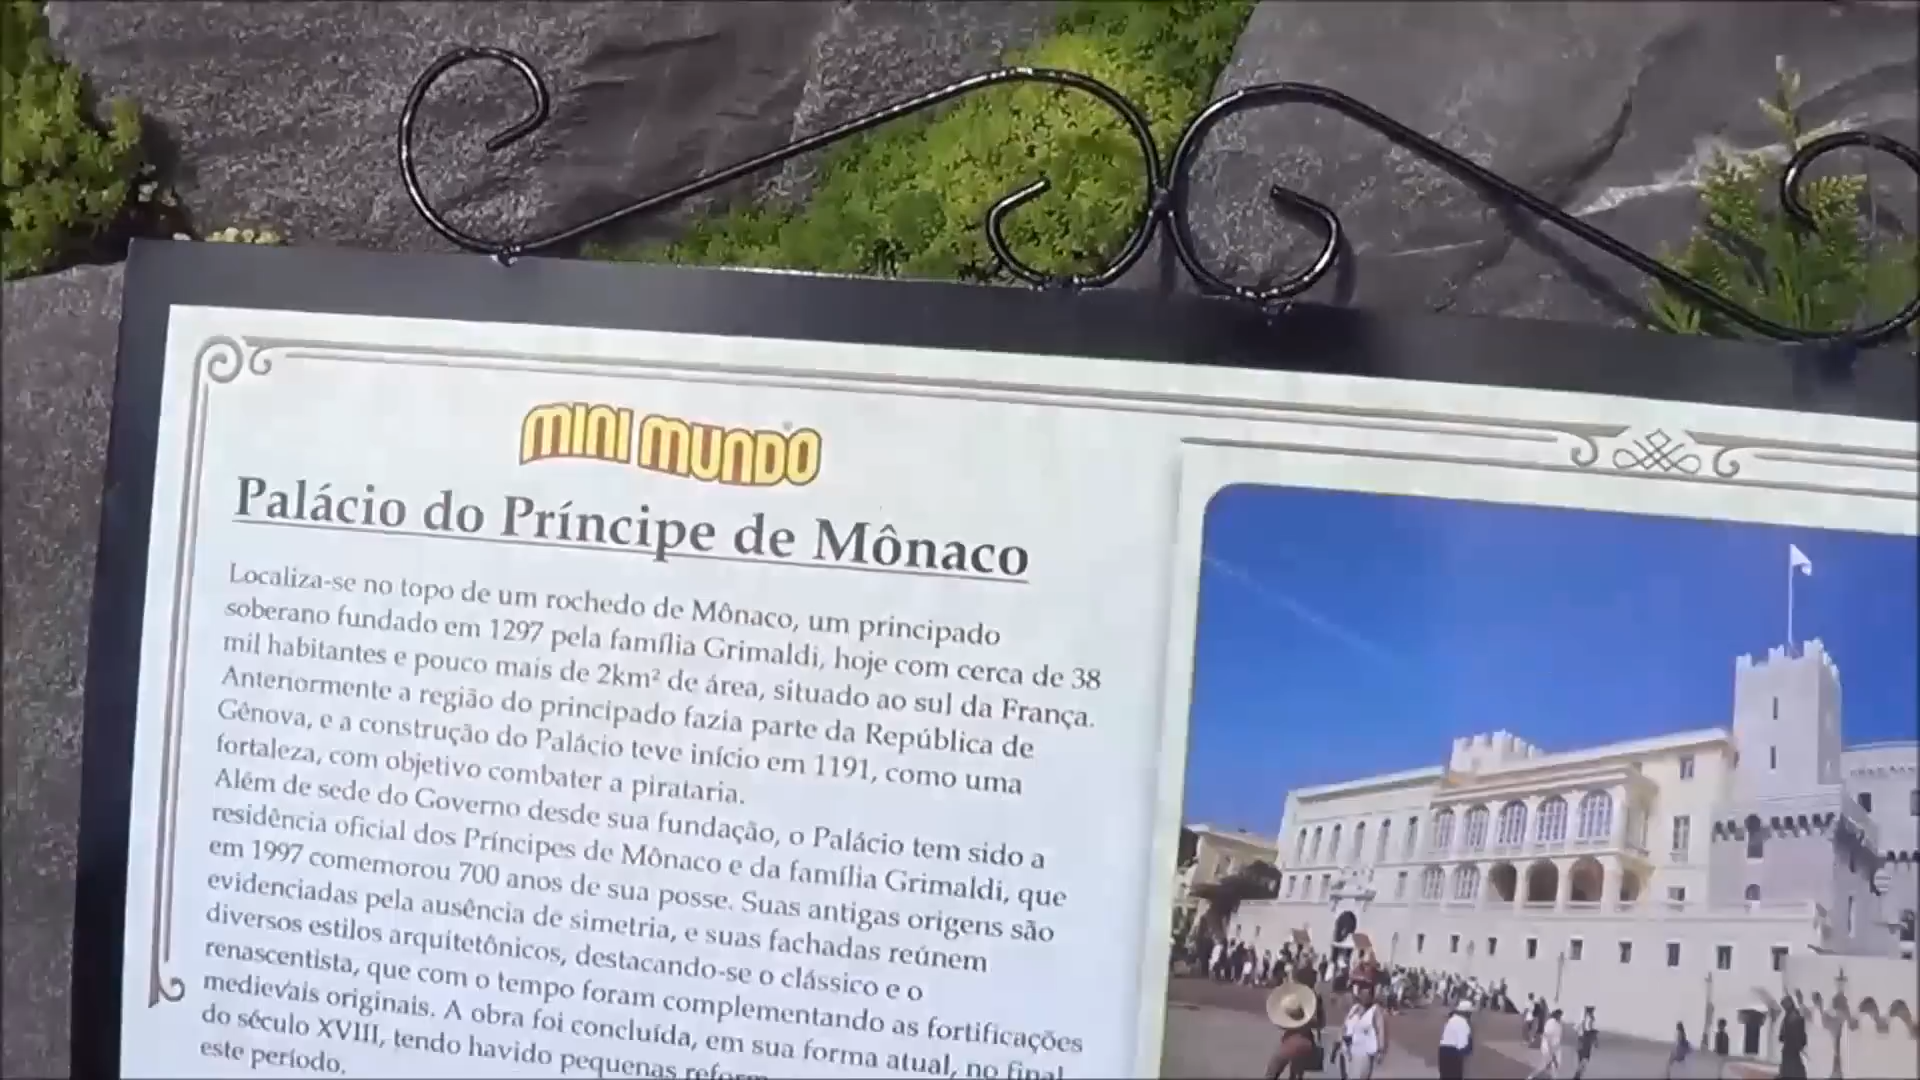 MINI MUNDO
Palácio do Príncipe de Mônaco
Localiza-se no topo de um rochedo de Mônaco, um principado
soberano fundado em 1297 pela família Grimaldi, hoje com cerca de 38
mil habitantes e pouco mais de 2km² de área, situado ao sul da França.
Anteriormente a região do principado fazia parte da República de
Gênova, e a construção do Palácio teve início em 1191, como uma
fortaleza, com objetivo combater a pirataria.
Além de sede do Governo desde sua fundação, o Palácio tem sido a
residência oficial dos Príncipes de Mônaco e da família Grimaldi, que
em 1997 comemorou 700 anos de sua posse. Suas antigas origens são
evidenciadas pela ausência de simetria, e suas fachadas reúnem
diversos estilos arquitetônicos, destacando-se o clássico e o
renascentista, que com o tempo foram complementando as fortificações
medievais originais. A obra foi concluída, em sua forma atual, no final
do século XVIII, tendo havido pequenas
este período.